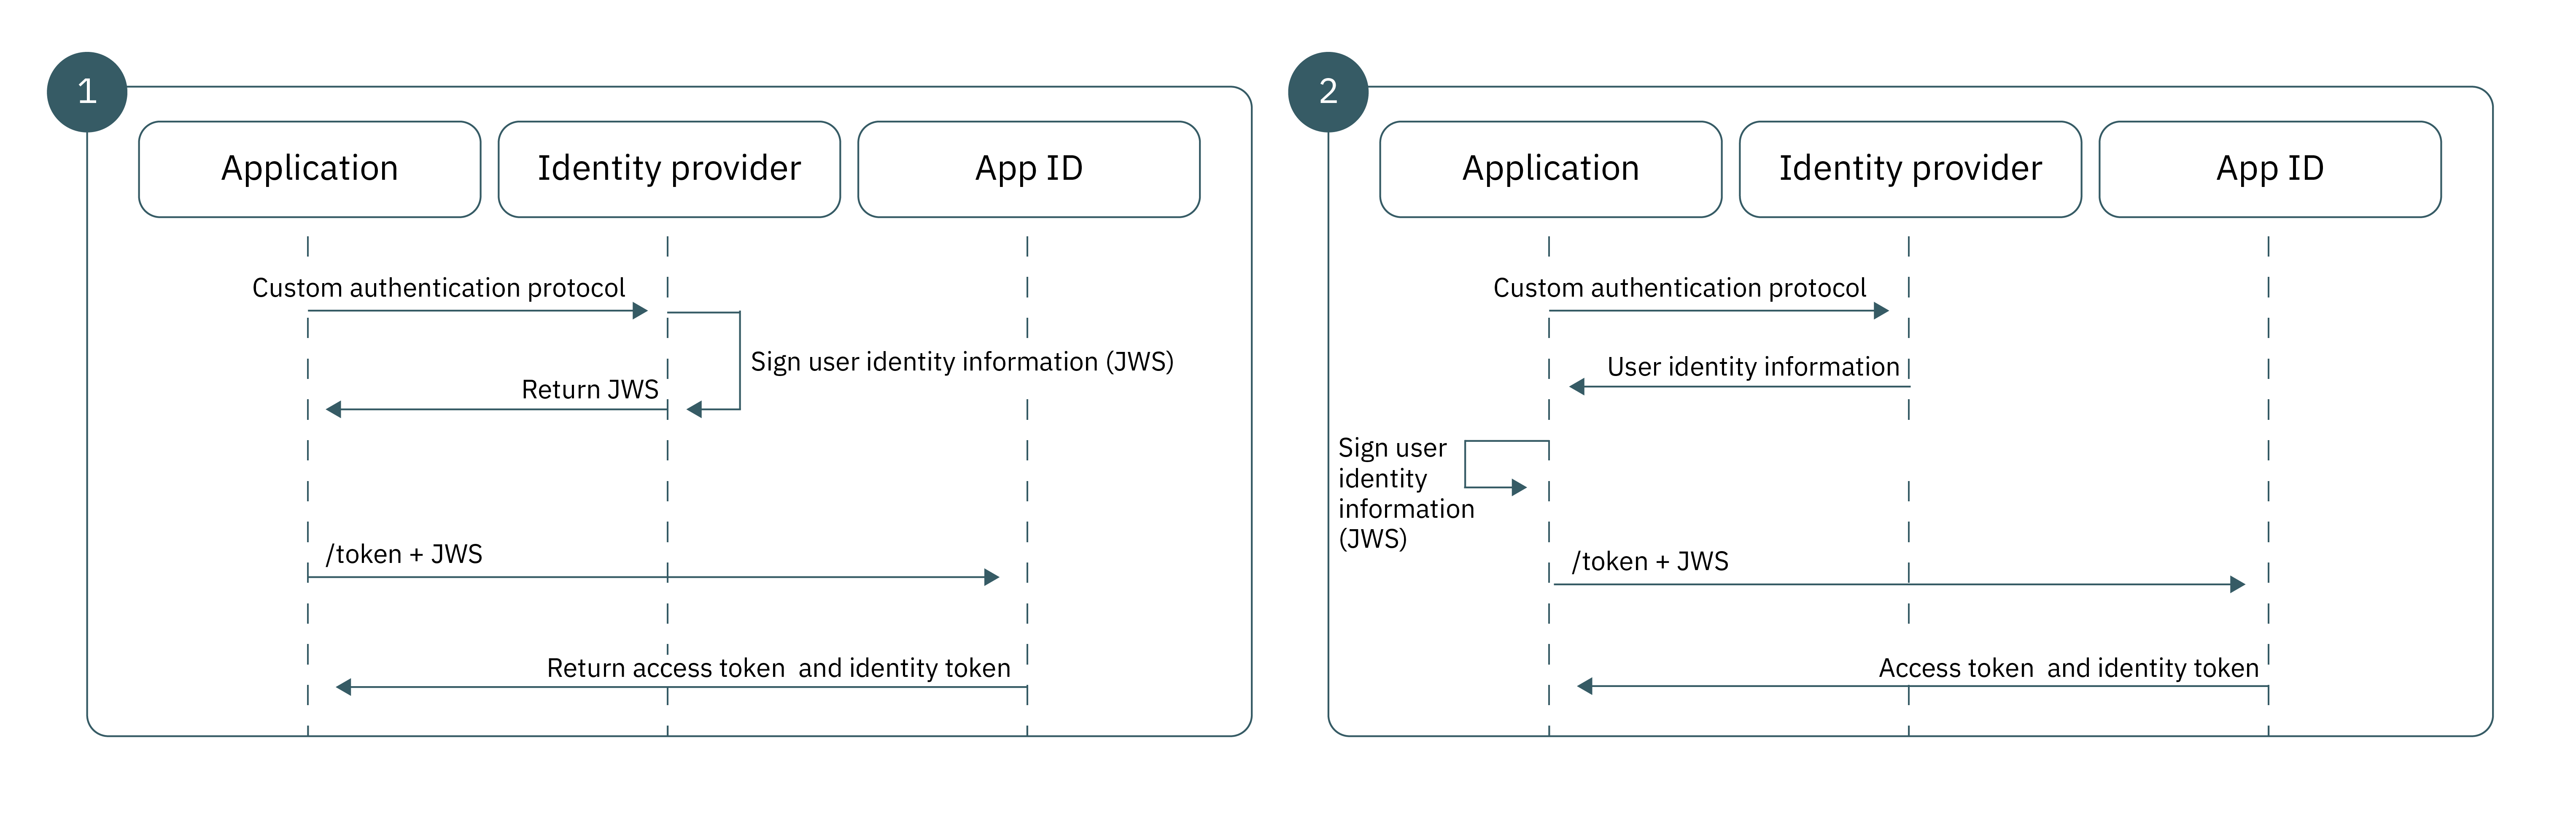 1
Application
Identity provider
App ID
Custom authentication protocol
Sign user identity information (JWS)
Return JWS
/token + JWS
Return access token  and identity token
2
Application
Identity provider
App ID
Custom authentication protocol
User identity information
Sign user
identity
information
(JWS)
/token + JWS
Access token  and identity token